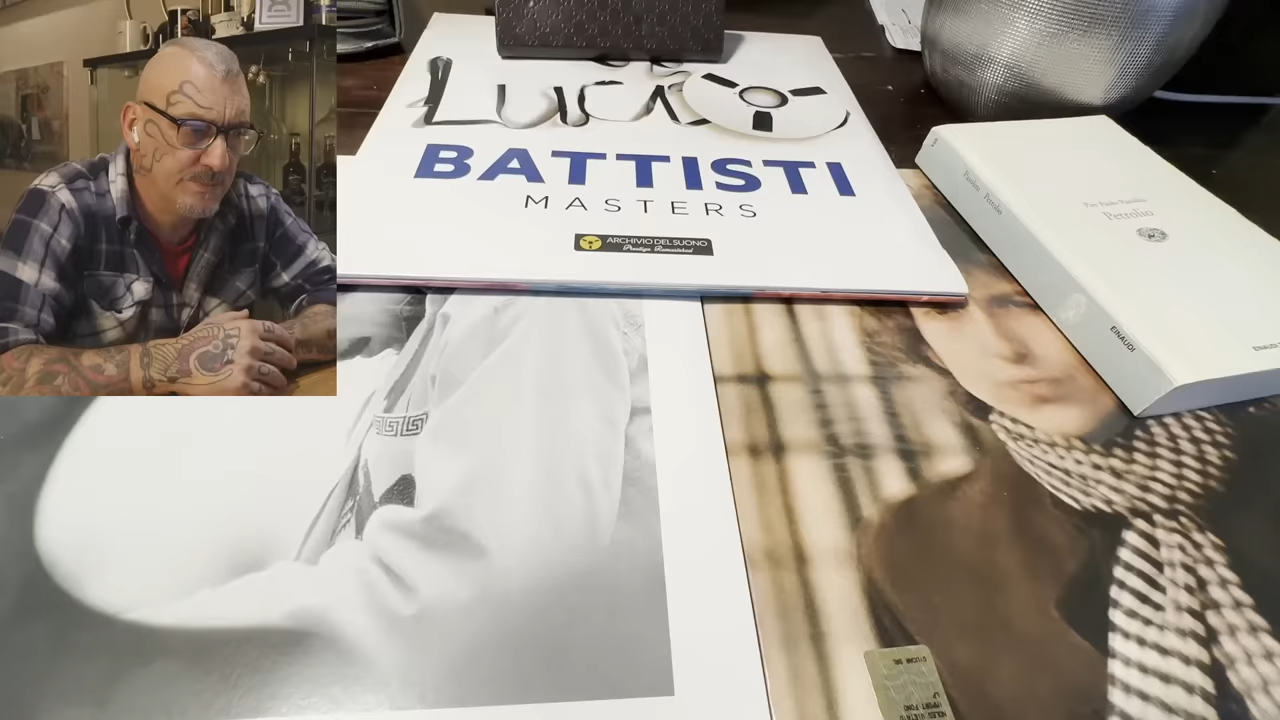 Lucio
BATTISTI
MASTERS
ARCHIVIO DEL SUONO
Prestige Remastered
Pasolini Petrolio
Pier Paolo Pasolini
Petrolio
EINAUDI
EINAUDI